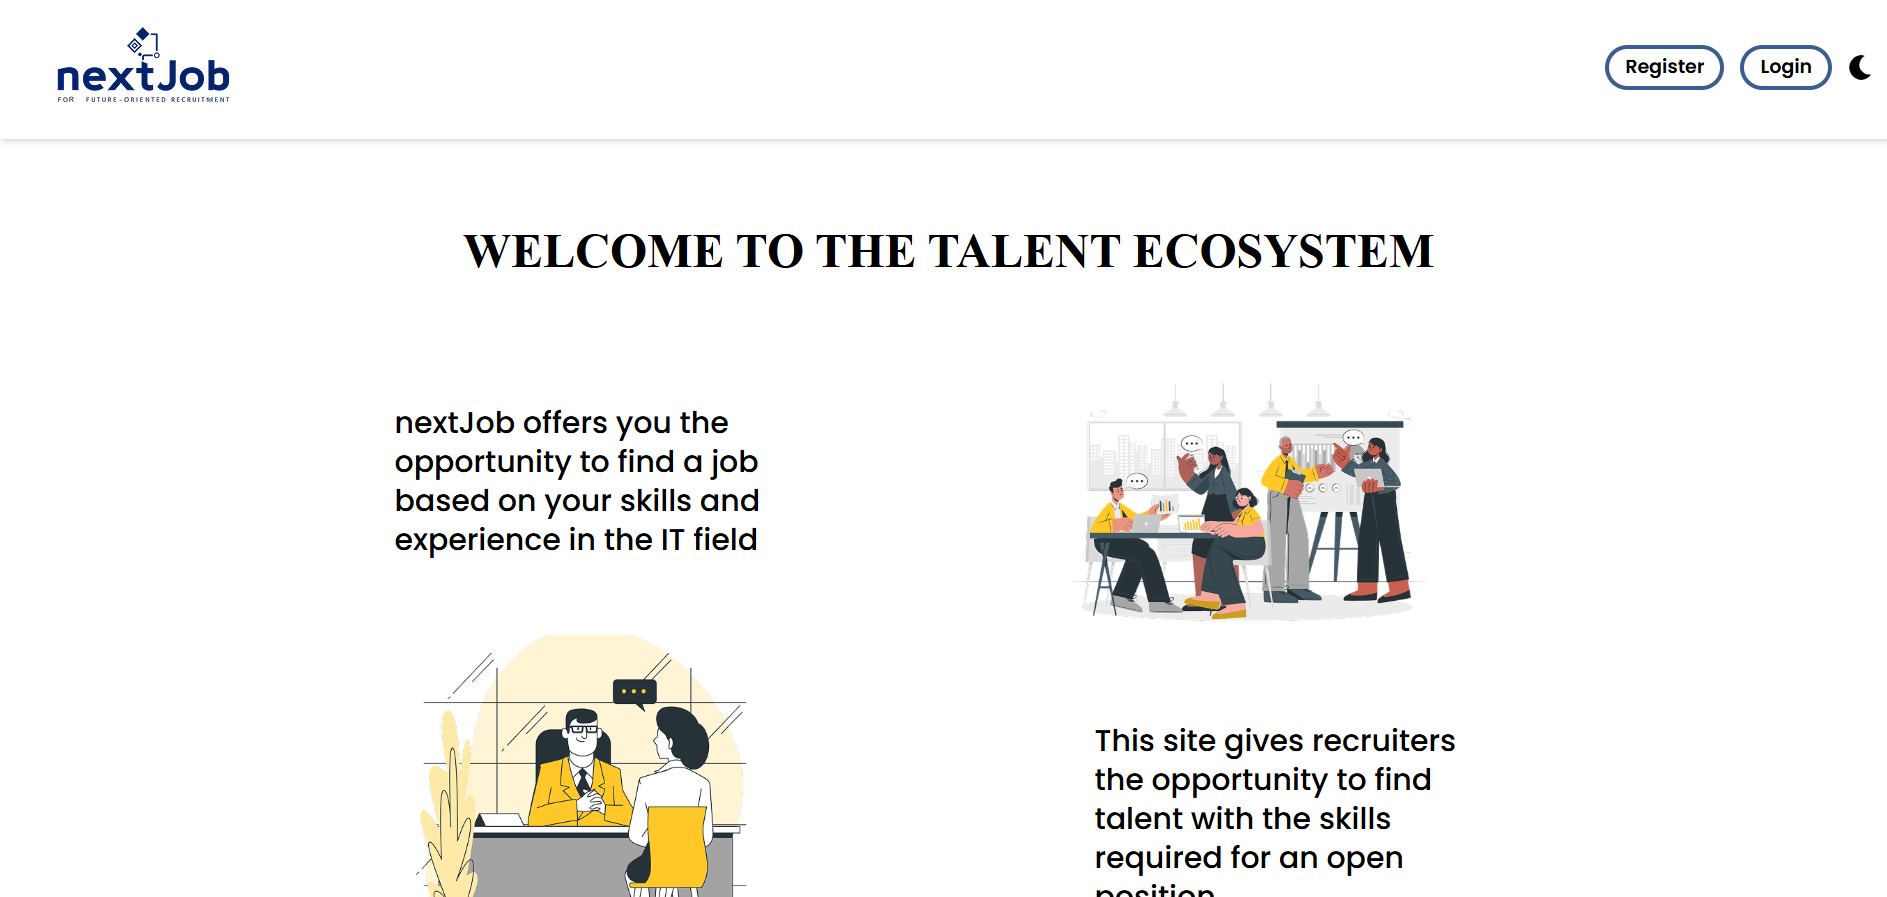 nextJob
FOR FUTURE-ORIENTED RECRUITMENT
Register
Login
WELCOME TO THE TALENT ECOSYSTEM
nextJob offers you the
opportunity to find a job
based on your skills and
experience in the IT field
This site gives recruiters
the opportunity to find
talent with the skills
required for an open
position